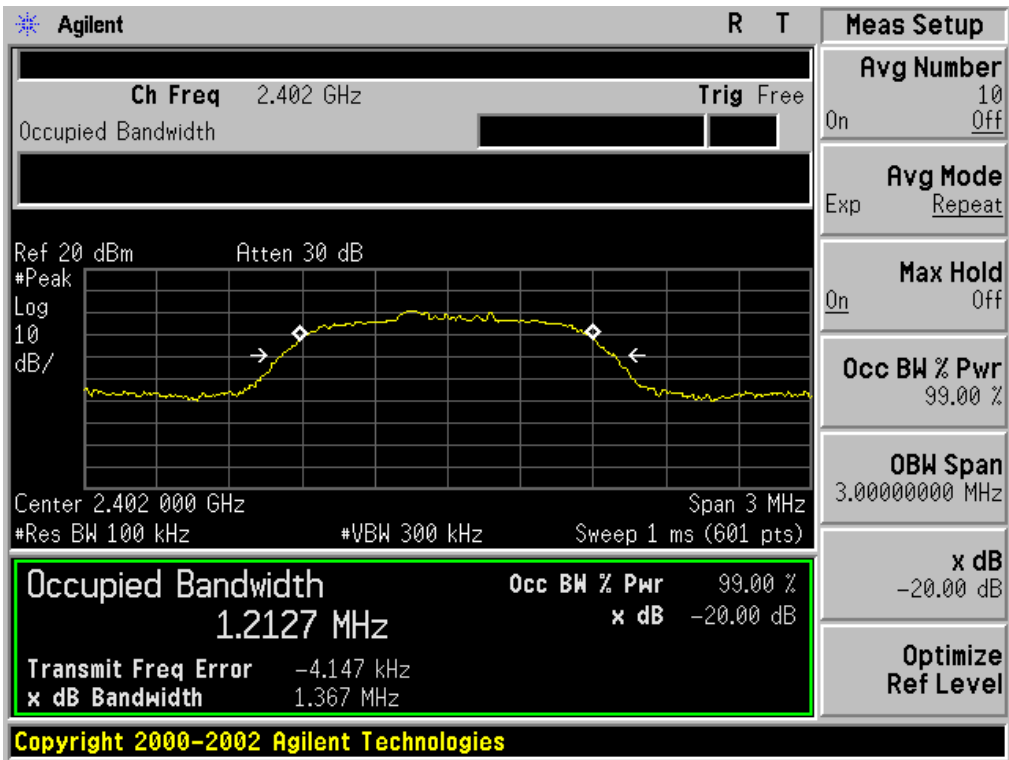 Agilent
R T
Ch Freq 2.402 GHz
Trig Free
Occupied Bandwidth
Ref 20 dBm
Atten 30 dB
#Peak
Log
10
dB/
Center 2.402 000 GHz
Span 3 MHz
#Res BW 100 kHz
#VBW 300 kHz
Sweep 1 ms (601 pts)
Occupied Bandwidth
1.2127 MHz
Occ BW % Pwr 99.00 %
x dB -20.00 dB
Transmit Freq Error -4.147 kHz
x dB Bandwidth 1.367 MHz
Copyright 2000-2002 Agilent Technologies
Meas Setup
Avg Number
10
On Off
Avg Mode
Exp Repeat
Max Hold
On Off
Occ BW % Pwr
99.00 %
OBW Span
3.00000000 MHz
x dB
-20.00 dB
Optimize
Ref Level